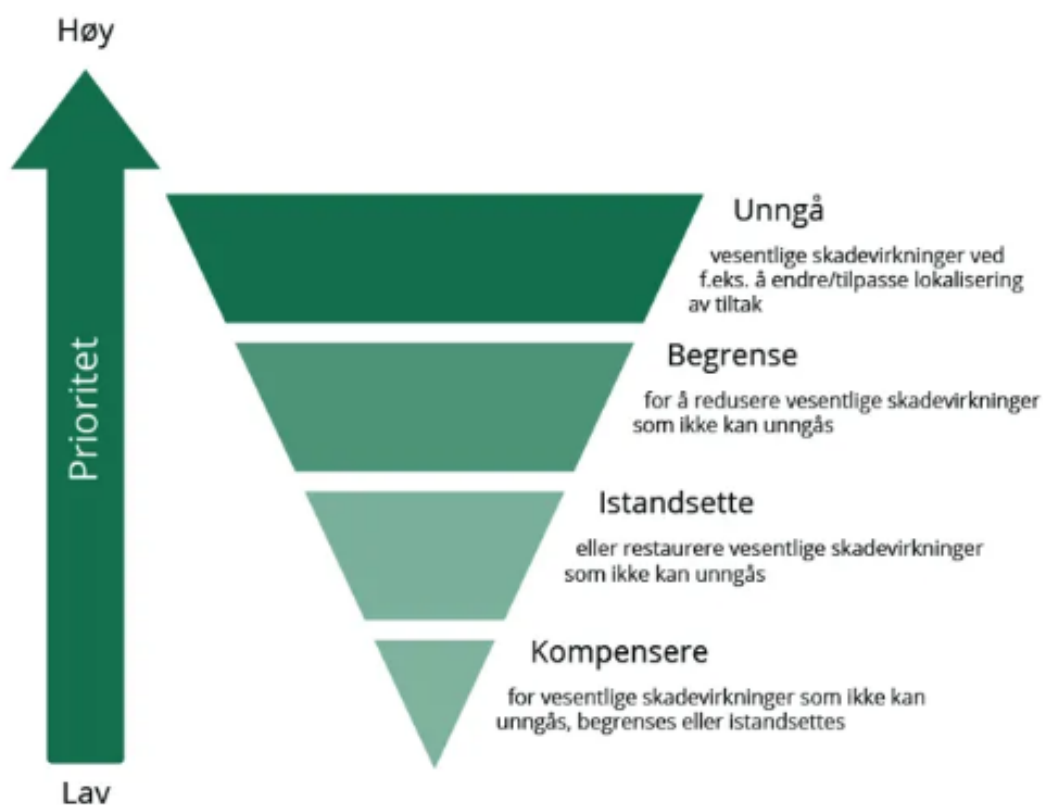 Høy
Prioritet
Unngå
vesentlige skadevirkninger ved
f.eks. å endre/tilpasse lokalisering
av tiltak
Begrense
for å redusere vesentlige skadevirkninger
som ikke kan unngås
Istandsette
eller restaurere vesentlige skadevirkninger
som ikke kan unngås
Kompensere
for vesentlige skadevirkninger som ikke kan
unngås, begrenses eller istandsettes
Lav